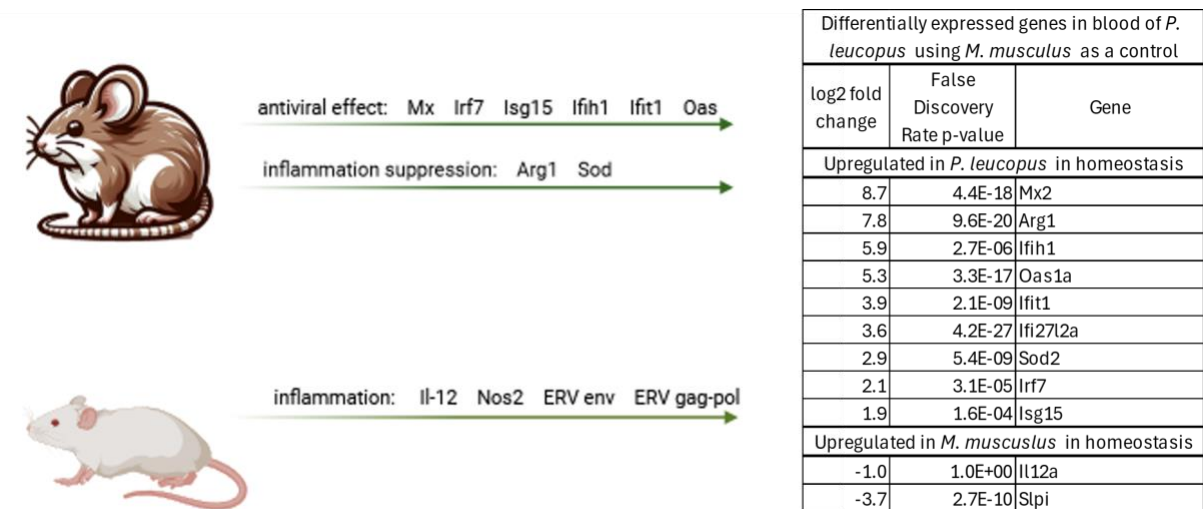 antiviral effect: Mx Irf7 Isg15 Ifih1 Ifit1 Oas
inflammation suppression: Arg1 Sod
inflammation: Il-12 Nos2 ERV env ERV gag-pol
Differentially expressed genes in blood of P.
leucopus using M. musculus as a control
log2 fold change False Discovery Rate p-value Gene
Upregulated in P. leucopus in homeostasis
8.7 4.4E-18 Mx2
7.8 9.6E-20 Arg1
5.9 2.7E-06 Ifih1
5.3 3.3E-17 Oas1a
3.9 2.1E-09 Ifit1
3.6 4.2E-27 Ifi27l2a
2.9 5.4E-09 Sod2
2.1 3.1E-05 Irf7
1.9 1.6E-04 Isg15
Upregulated in M. muscuslus in homeostasis
-1.0 1.0E+00 Il12a
-3.7 2.7E-10 Slpi